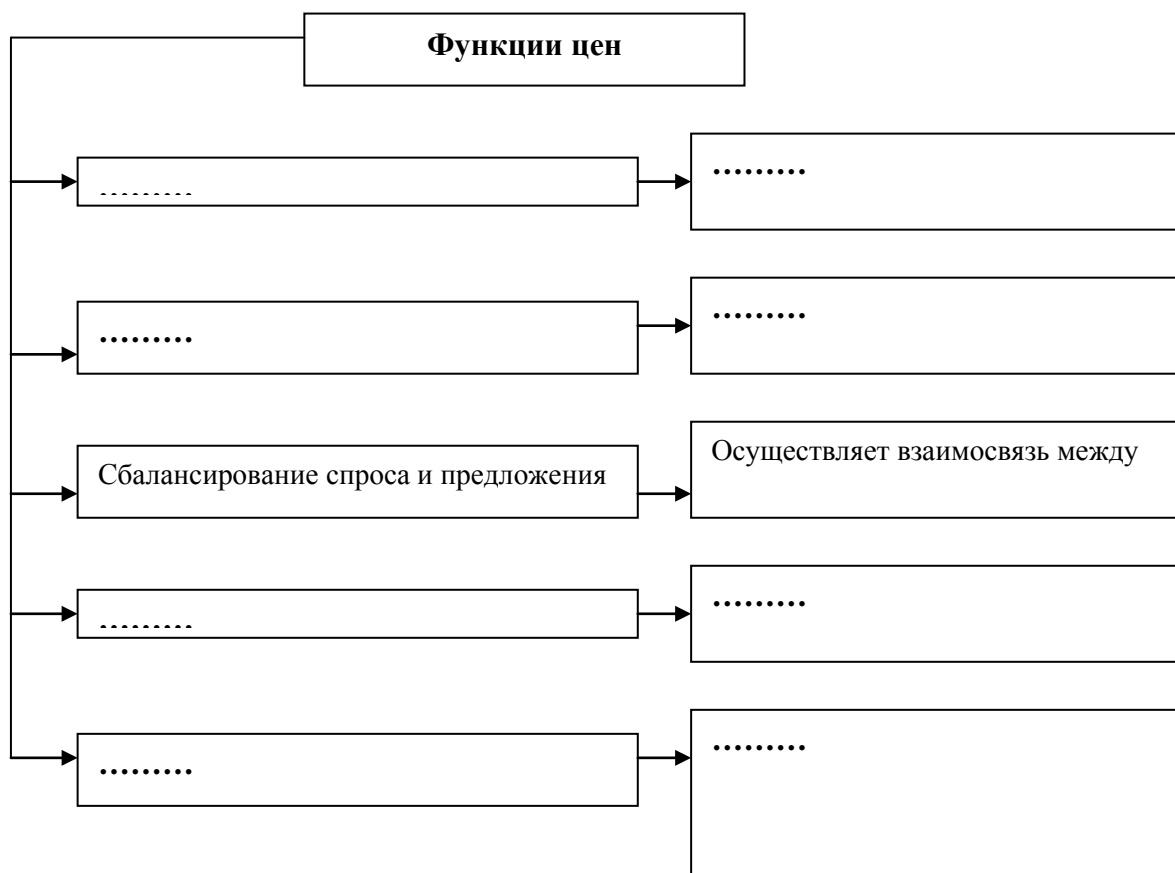 Функции цен
………
………
………
………
Сбалансирование спроса и предложения
Осуществляет взаимосвязь между
………
………
………
………